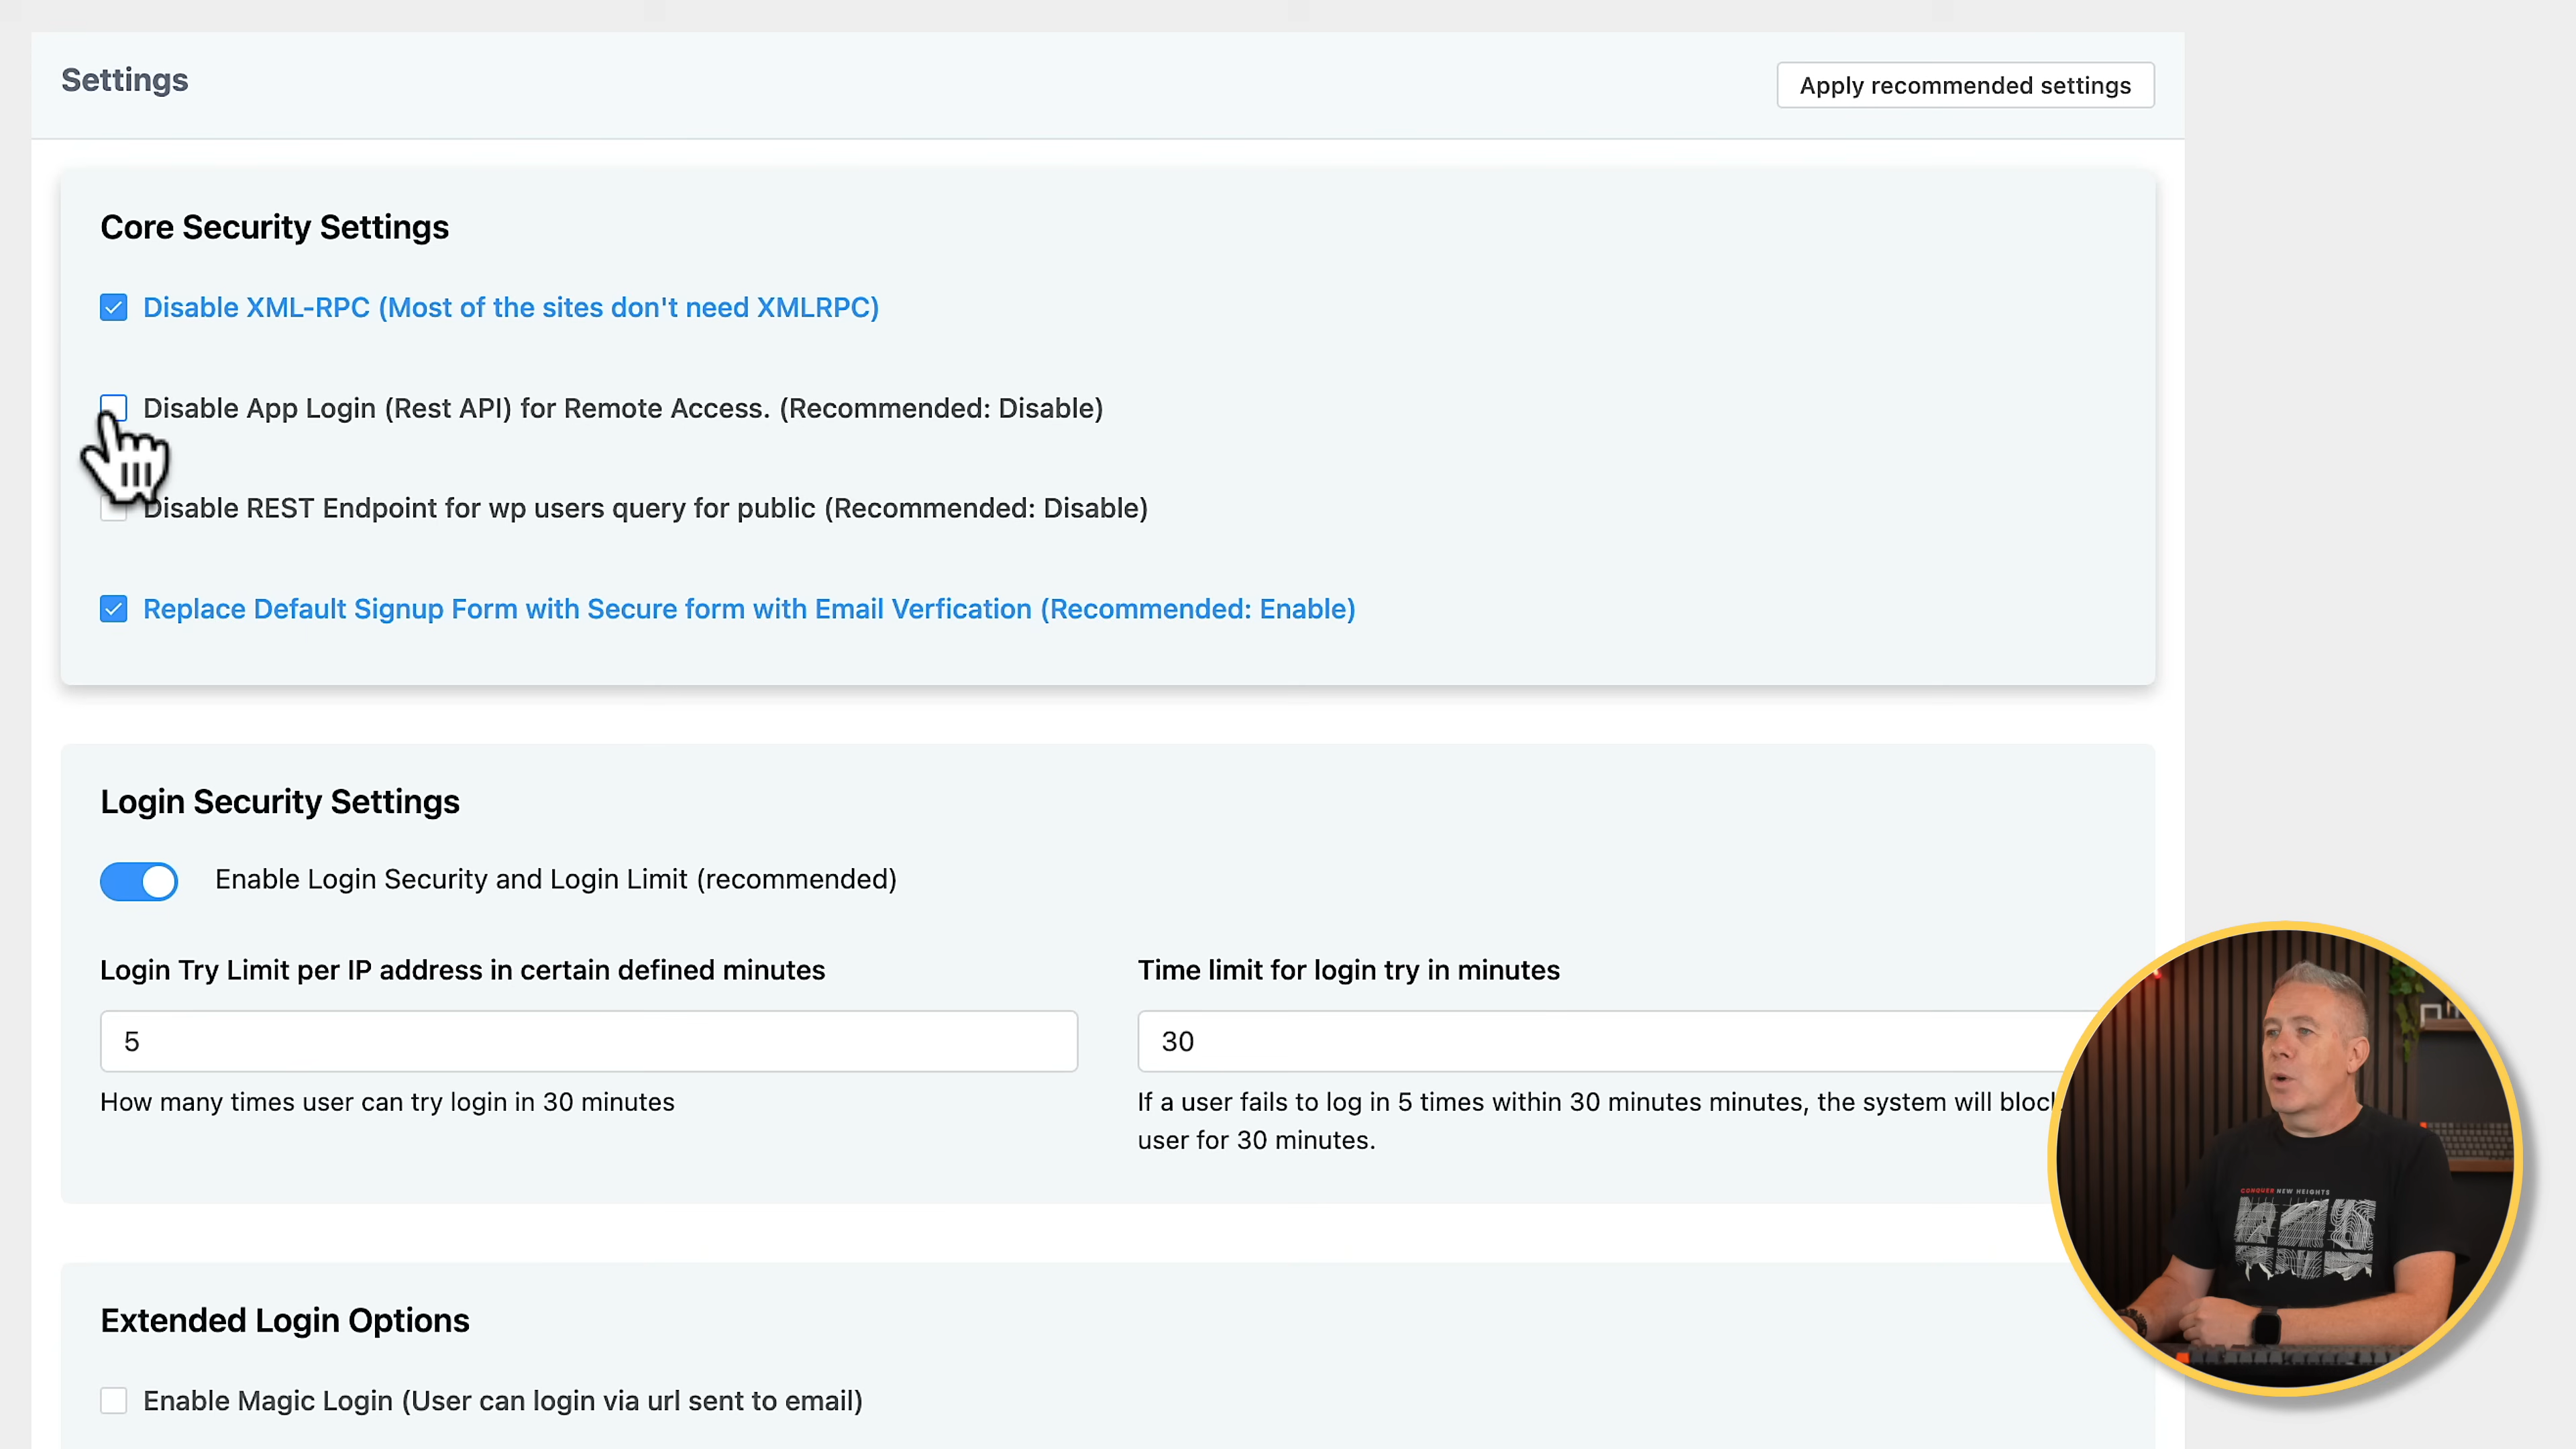 Settings
Apply recommended settings
Core Security Settings
Disable XML-RPC (Most of the sites don't need XMLRPC)
Disable App Login (Rest API) for Remote Access. (Recommended: Disable)
Disable REST Endpoint for wp users query for public (Recommended: Disable)
Replace Default Signup Form with Secure form with Email Verfication (Recommended: Enable)
Login Security Settings
Enable Login Security and Login Limit (recommended)
Login Try Limit per IP address in certain defined minutes
5
How many times user can try login in 30 minutes
Time limit for login try in minutes
30
If a user fails to log in 5 times within 30 minutes minutes, the system will block
user for 30 minutes.
CONQUER NEW HEIGHTS
Extended Login Options
Enable Magic Login (User can login via url sent to email)